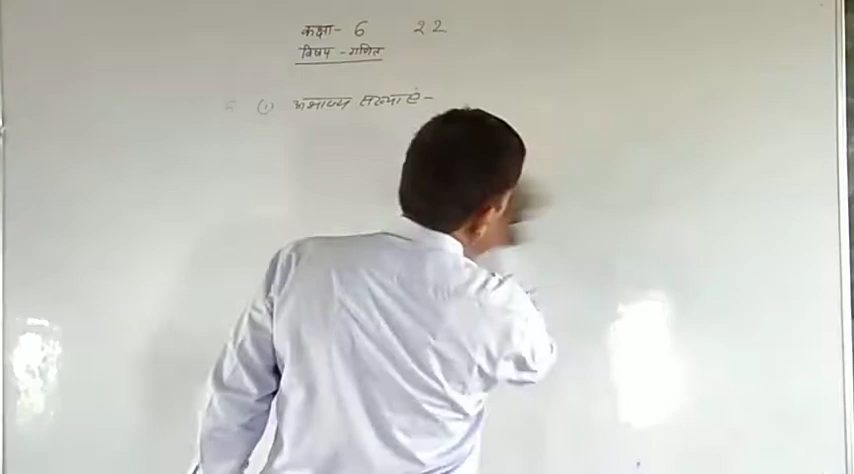 कक्षा- 6 22
विषय - गणित
(1) अभाज्य संख्याएं-